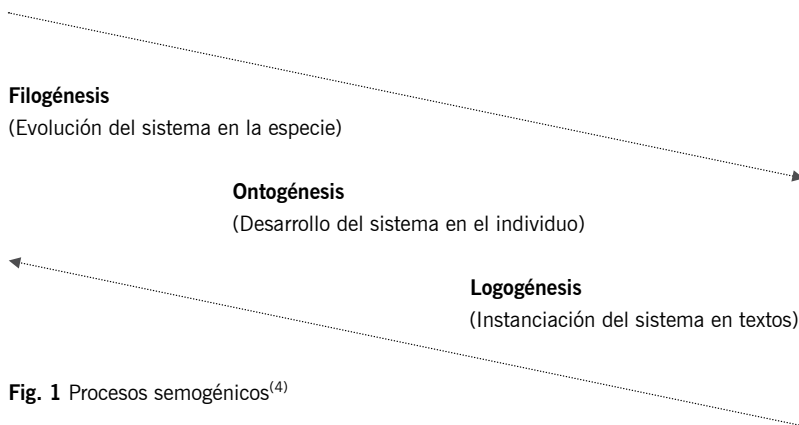 Filogénesis
(Evolución del sistema en la especie)
Ontogénesis
(Desarrollo del sistema en el individuo)
Logogénesis
(Instanciación del sistema en textos)
Fig. 1 Procesos semogénicos(4)